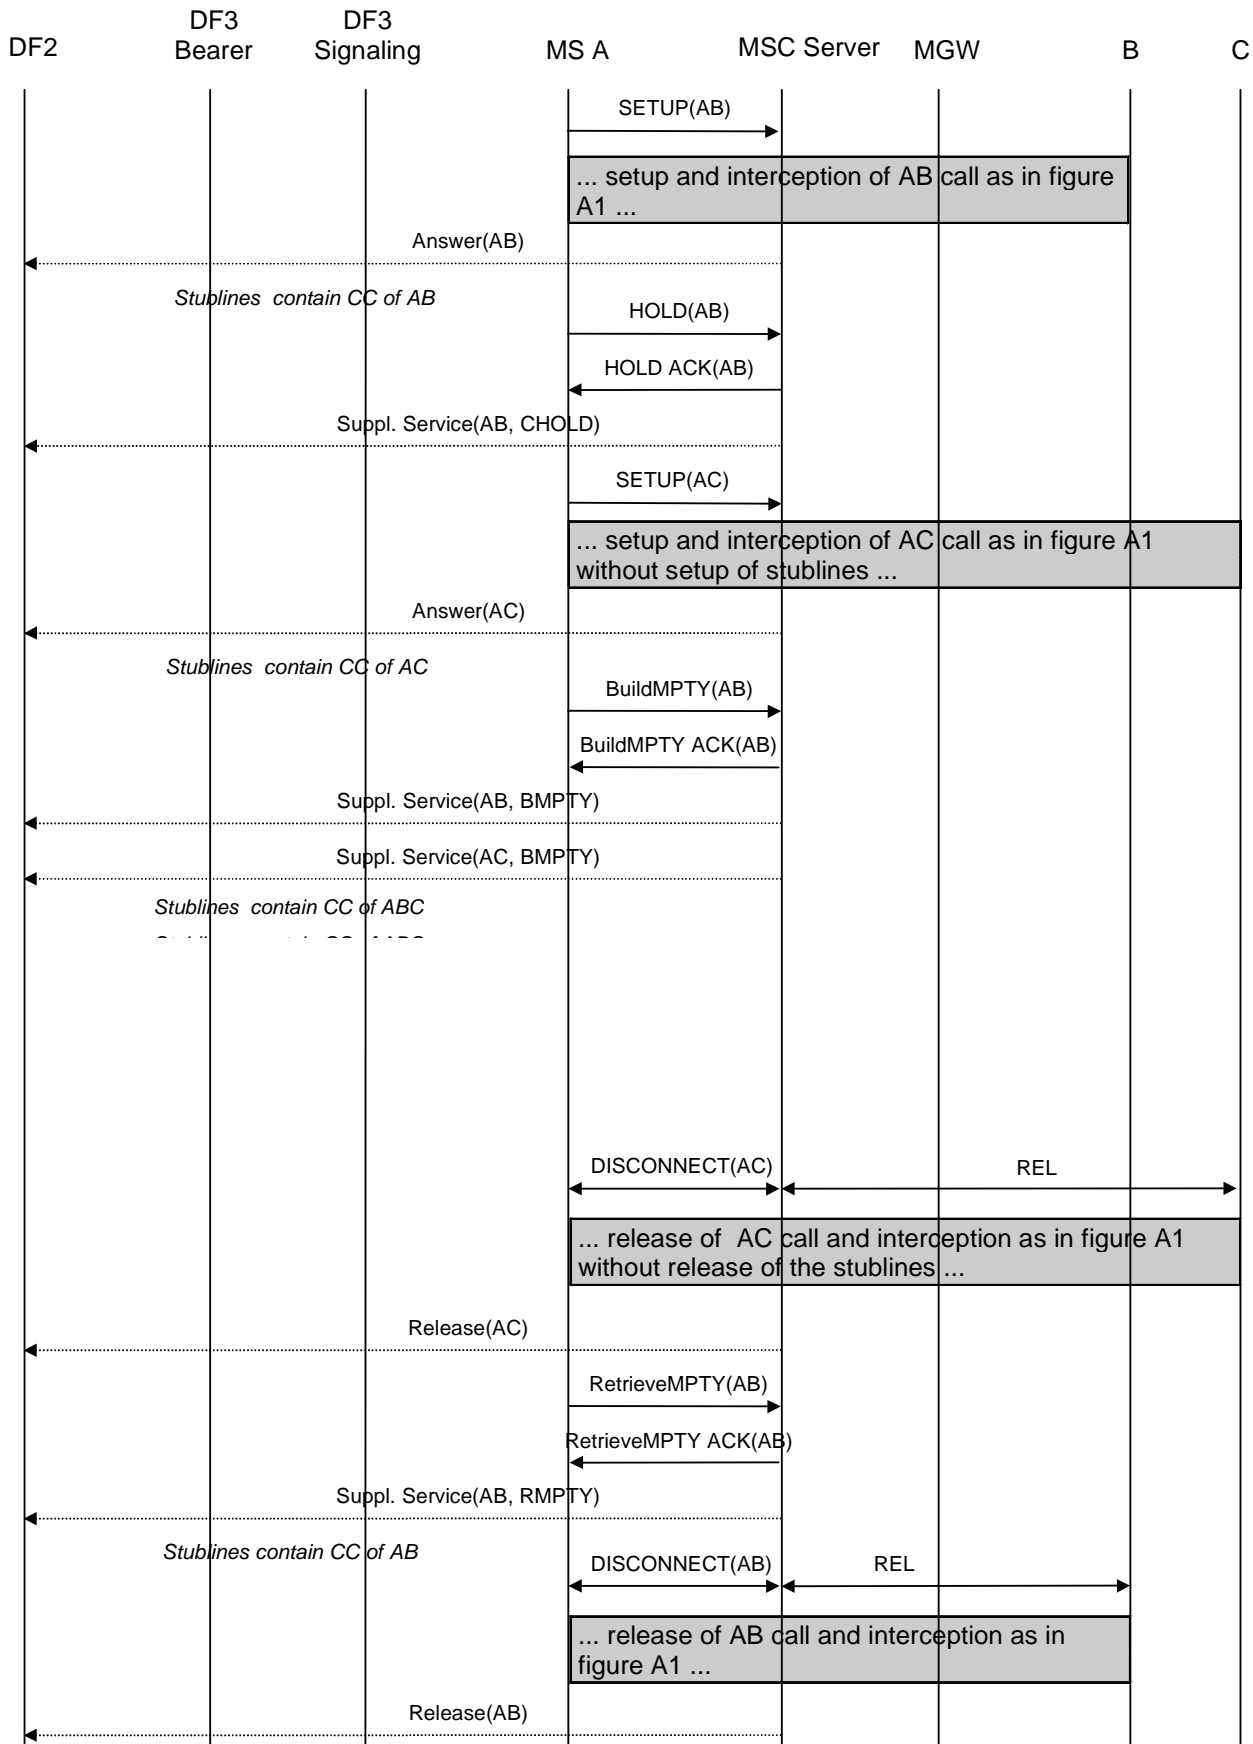 DF2
DF3
Bearer
DF3
Signaling
MS A
MSC Server
MGW
B
C
SETUP(AB)
... setup and interception of AB call as in figure
A1 ...
Answer(AB)
Stublines contain CC of AB
HOLD(AB)
HOLD ACK(AB)
Suppl. Service(AB, CHOLD)
SETUP(AC)
... setup and interception of AC call as in figure A1
without setup of stublines ...
Answer(AC)
Stublines contain CC of AC
BuildMPTY(AB)
BuildMPTY ACK(AB)
Suppl. Service(AB, BMPTY)
Suppl. Service(AC, BMPTY)
Stublines contain CC of ABC
DISCONNECT(AC)
REL
... release of AC call and interception as in figure A1
without release of the stublines ...
Release(AC)
RetrieveMPTY(AB)
RetrieveMPTY ACK(AB)
Suppl. Service(AB, RMPTY)
Stublines contain CC of AB
DISCONNECT(AB)
REL
... release of AB call and interception as in
figure A1 ...
Release(AB)